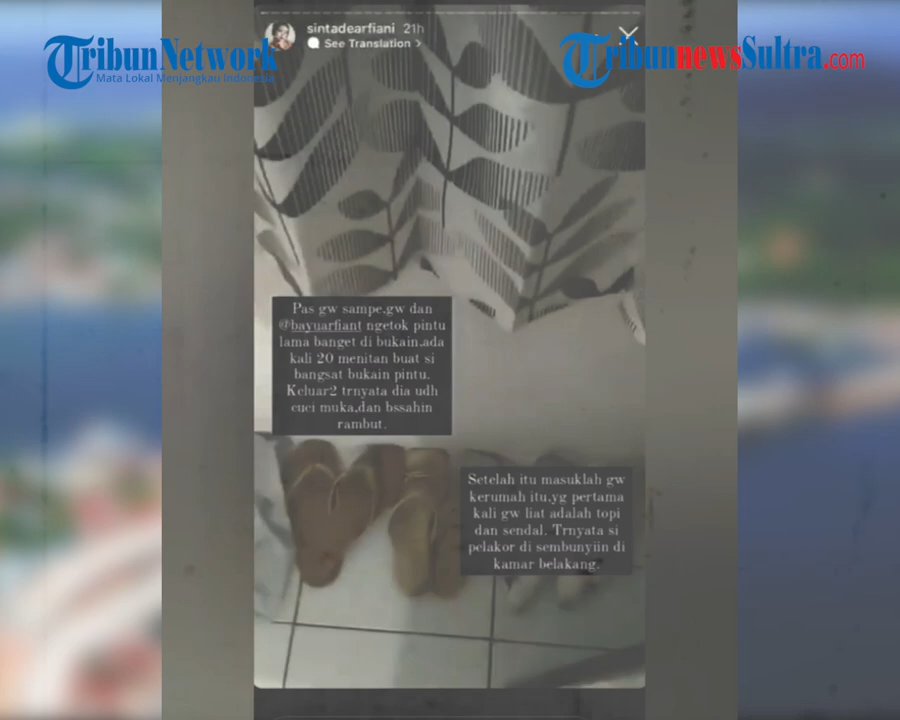 sintadearfiani 21h
See Translation >
TribunNetwork
Mata Lokal Menjangkau Indonesia
TribunnewsSultra.com
Pas gw sampe,gw dan
@bayuarfiant ngetok pintu
lama banget di bukain,ada
kali 20 menitan buat si
bangsat bukain pintu.
Keluar2 trnyata dia udh
cuci muka,dan bssahin
rambut.
Setelah itu masuklah gw
kerumah itu,yg pertama
kali gw liat adalah topi
dan sendal. Trnyata si
pelakor di sembunyiin di
kamar belakang.